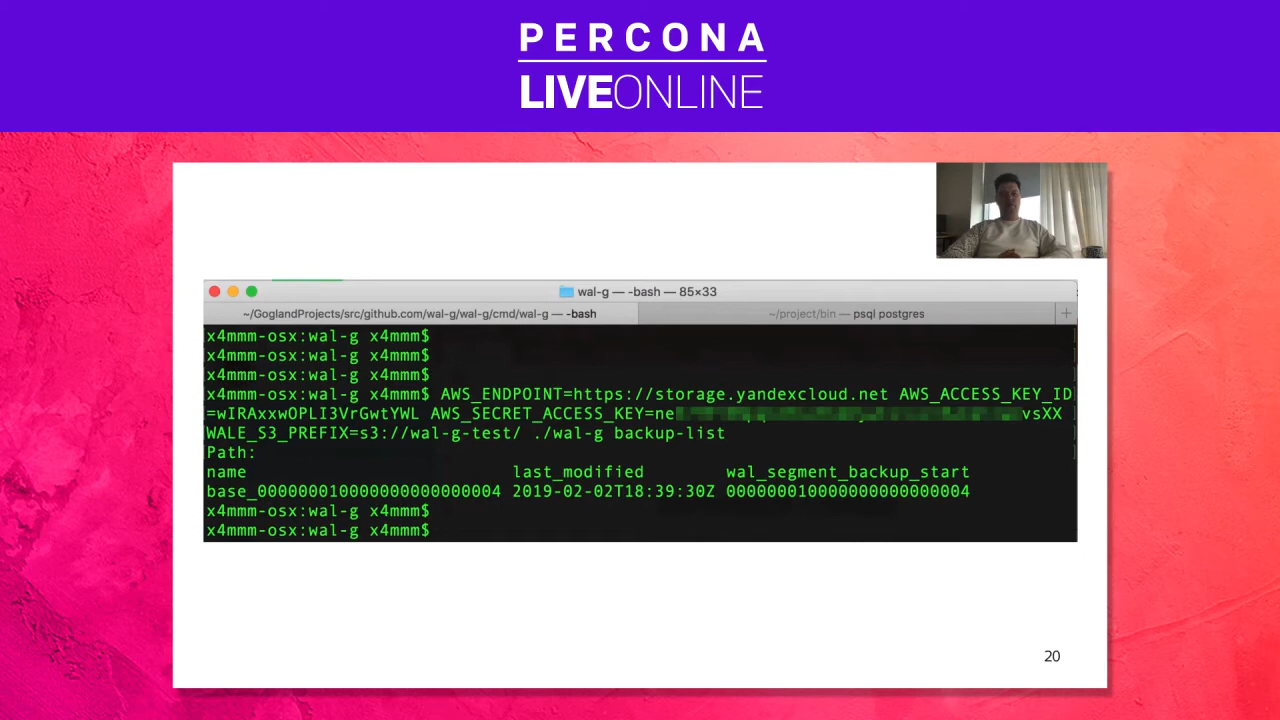 PERCONA
LIVEONLINE
wal-g — -bash — 85×33
~/GoglandProjects/src/github.com/wal-g/wal-g/cmd/wal-g — -bash
~/project/bin — psql postgres
x4mmm-osx:wal-g x4mmm$
x4mmm-osx:wal-g x4mmm$
x4mmm-osx:wal-g x4mmm$
x4mmm-osx:wal-g x4mmm$ AWS_ENDPOINT=https://storage.yandexcloud.net AWS_ACCESS_KEY_ID
=wIRAxxwOPLI3VrGwtYWL AWS_SECRET_ACCESS_KEY=ne vsXX
WALE_S3_PREFIX=s3://wal-g-test/ ./wal-g backup-list
Path:
name last_modified wal_segment_backup_start
base_000000010000000000000004 2019-02-02T18:39:30Z 000000010000000000000004
x4mmm-osx:wal-g x4mmm$
x4mmm-osx:wal-g x4mmm$
20